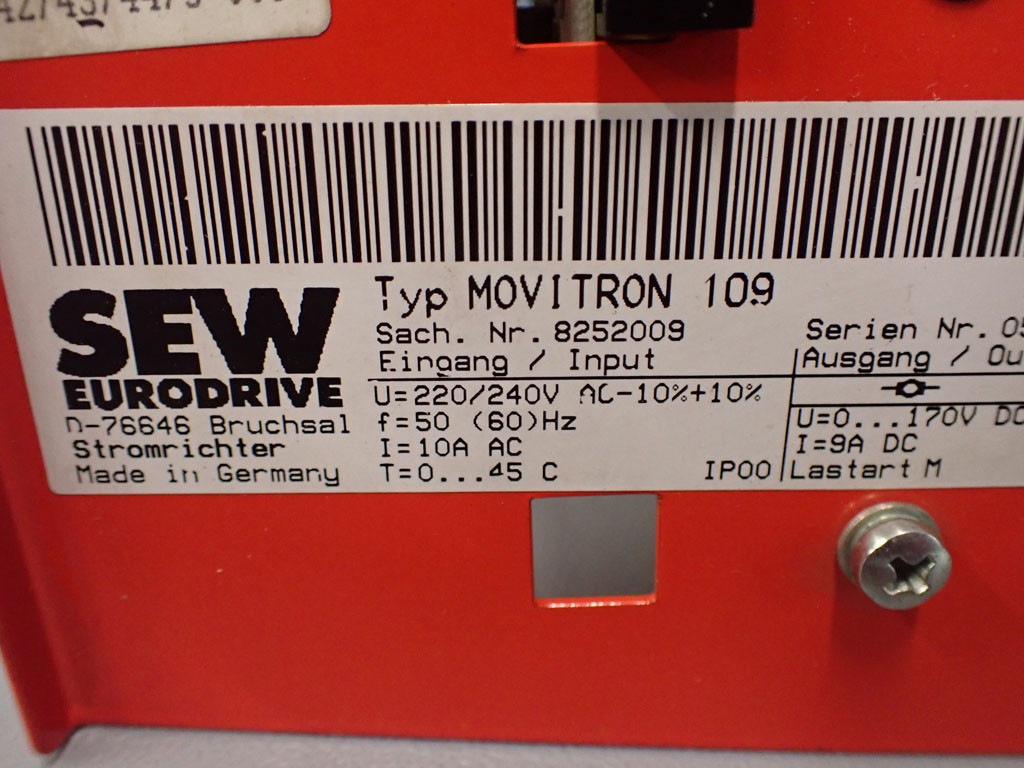 SEW
EURODRIVE
D-76646 Bruchsal
Stromrichter
Made in Germany
Typ MOVITRON 109
Sach. Nr. 8252009
Eingang / Input
U=220/240V AC-10%+10%
f=50 (60)Hz
I=10A AC
T=0...45 C IP00
Serien Nr.
Ausgang /
U=0...170V DC
I=9A DC
Lastart M